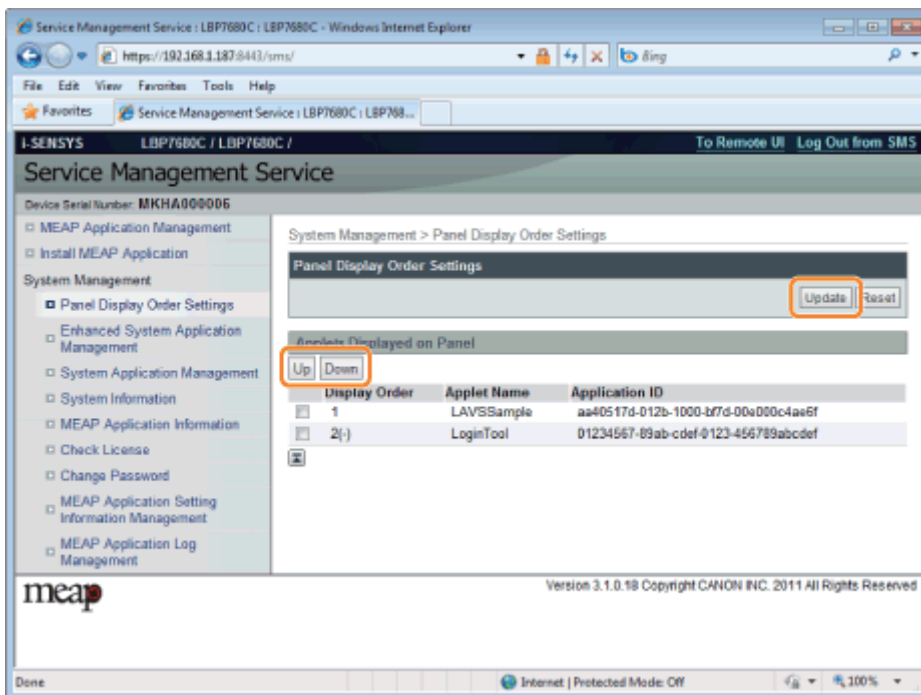 Service Management Service : LBP7680C : LBP7680C - Windows Internet Explorer
https://192.168.1.187:8443/sms/
Bing
File Edit View Favorites Tools Help
Favorites
Service Management Service : LBP7680C : LBP768...
i-SENSYS LBP7680C / LBP7680C /
To Remote UI Log Out from SMS
Service Management Service
Device Serial Number: MKHA000006
MEAP Application Management
Install MEAP Application
System Management
Panel Display Order Settings
Enhanced System Application
Management
System Application Management
System Information
MEAP Application Information
Check License
Change Password
MEAP Application Setting
Information Management
MEAP Application Log
Management
System Management > Panel Display Order Settings
Panel Display Order Settings
Update Reset
Applets Displayed on Panel
Up Down
Display Order Applet Name Application ID
1 LAVSSample aa40517d-012b-1000-bf7d-00e000c4ae6f
2(-) LoginTool 01234567-89ab-cdef-0123-456789abcdef
meap
Version 3.1.0.18 Copyright CANON INC. 2011 All Rights Reserved
Done
Internet | Protected Mode: Off
100%